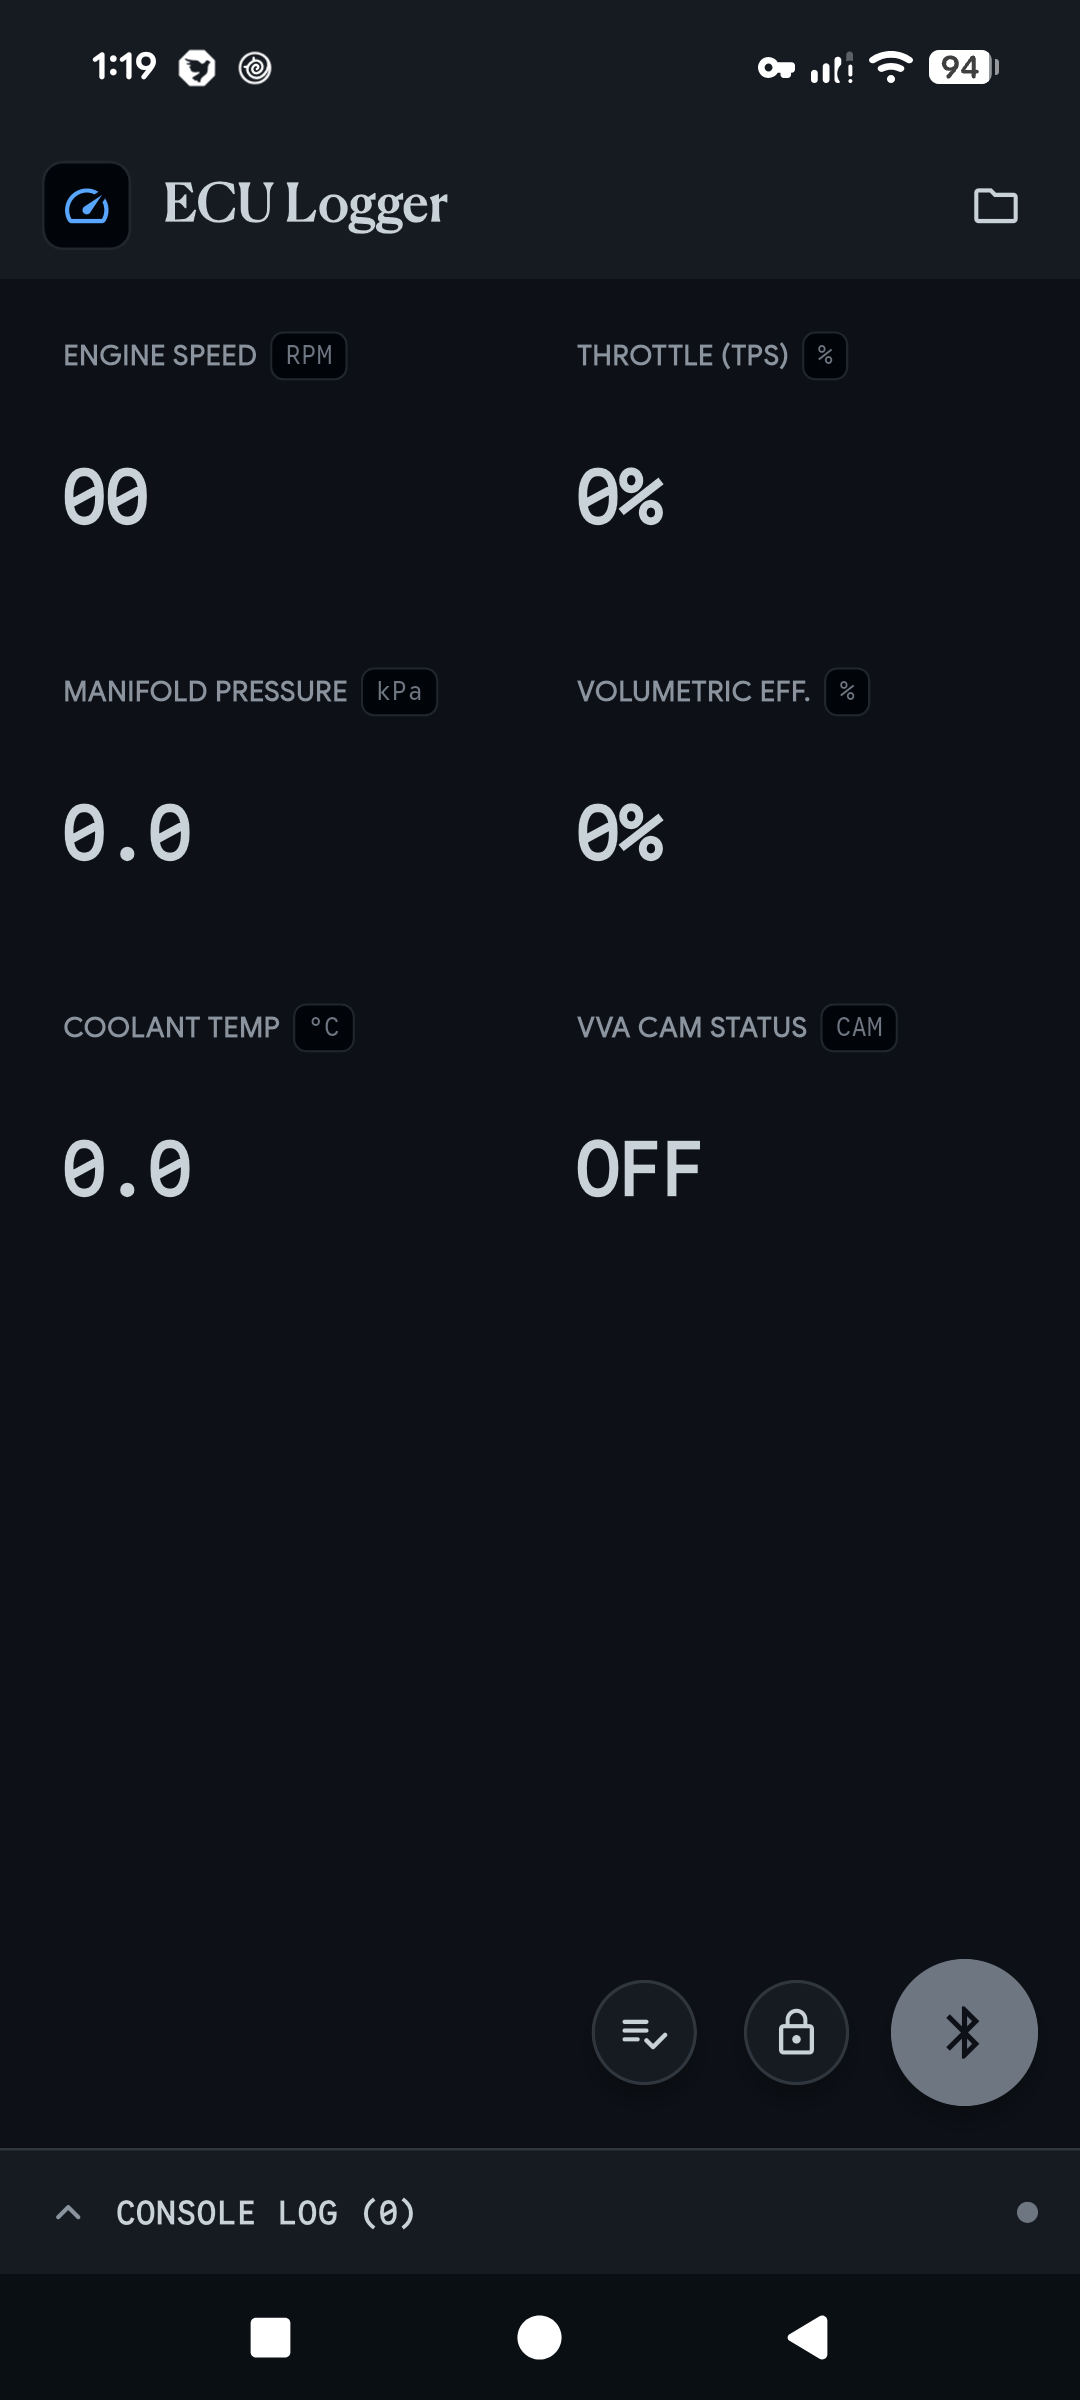 1:19
94
ECU Logger
ENGINE SPEED RPM
THROTTLE (TPS) %
00
0%
MANIFOLD PRESSURE kPa
VOLUMETRIC EFF. %
0.0
0%
COOLANT TEMP °C
VVA CAM STATUS CAM
0.0
OFF
CONSOLE LOG (0)